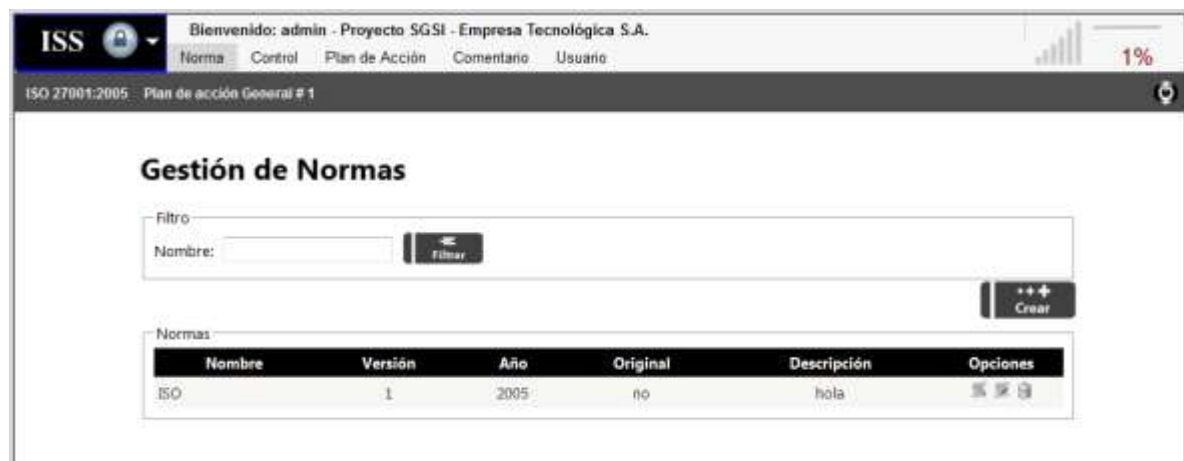 ISS
Bienvenido: admin - Proyecto SGSI - Empresa Tecnológica S.A.
Norma Control Plan de Acción Comentario Usuario
1%
ISO 27001:2005 Plan de acción General # 1
Gestión de Normas
Filtro
Nombre:
Filtrar
Crear
Normas
Nombre Versión Año Original Descripción Opciones
ISO 1 2005 no hola